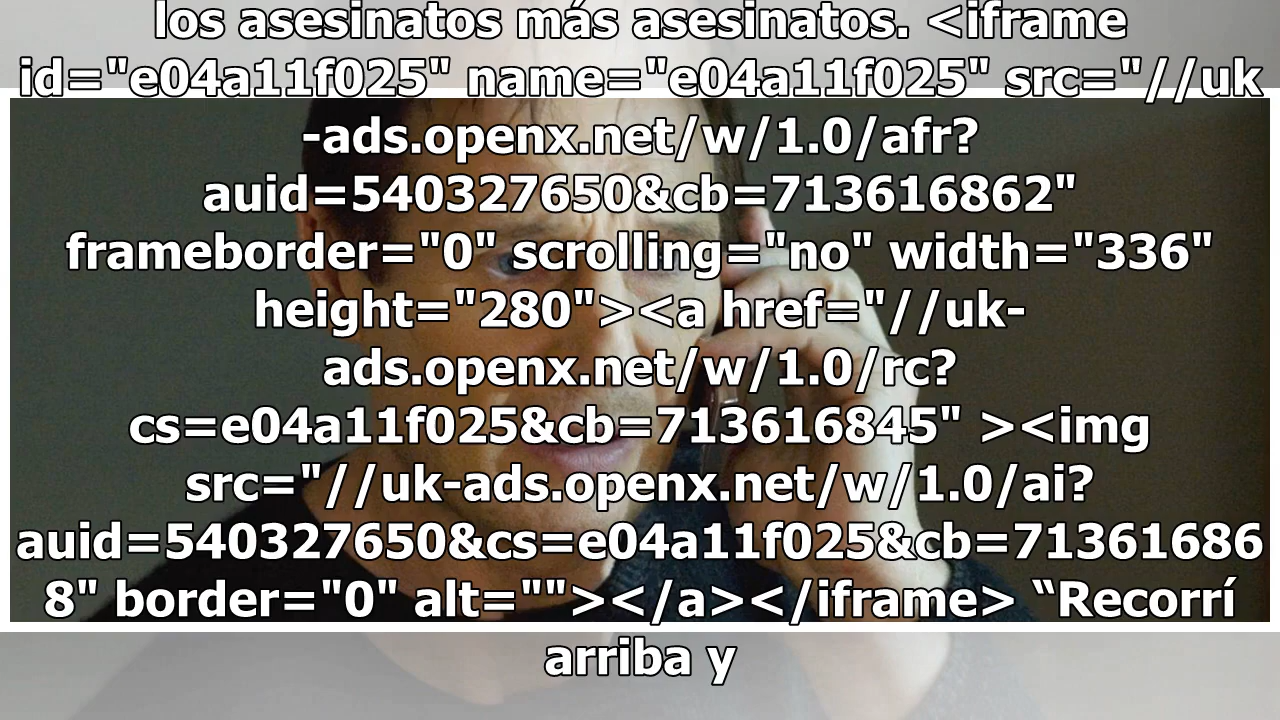 los asesinatos más asesinatos. <iframe
id="e04a11f025" name="e04a11f025" src="//uk
-ads.openx.net/w/1.0/afr?
auid=540327650&cb=713616862"
frameborder="0" scrolling="no" width="336"
height="280"><a href="//uk-
ads.openx.net/w/1.0/rc?
cs=e04a11f025&cb=713616845" ><img
src="//uk-ads.openx.net/w/1.0/ai?
auid=540327650&cs=e04a11f025&cb=71361686
8" border="0" alt=""></a></iframe> “Recorrí
arriba y